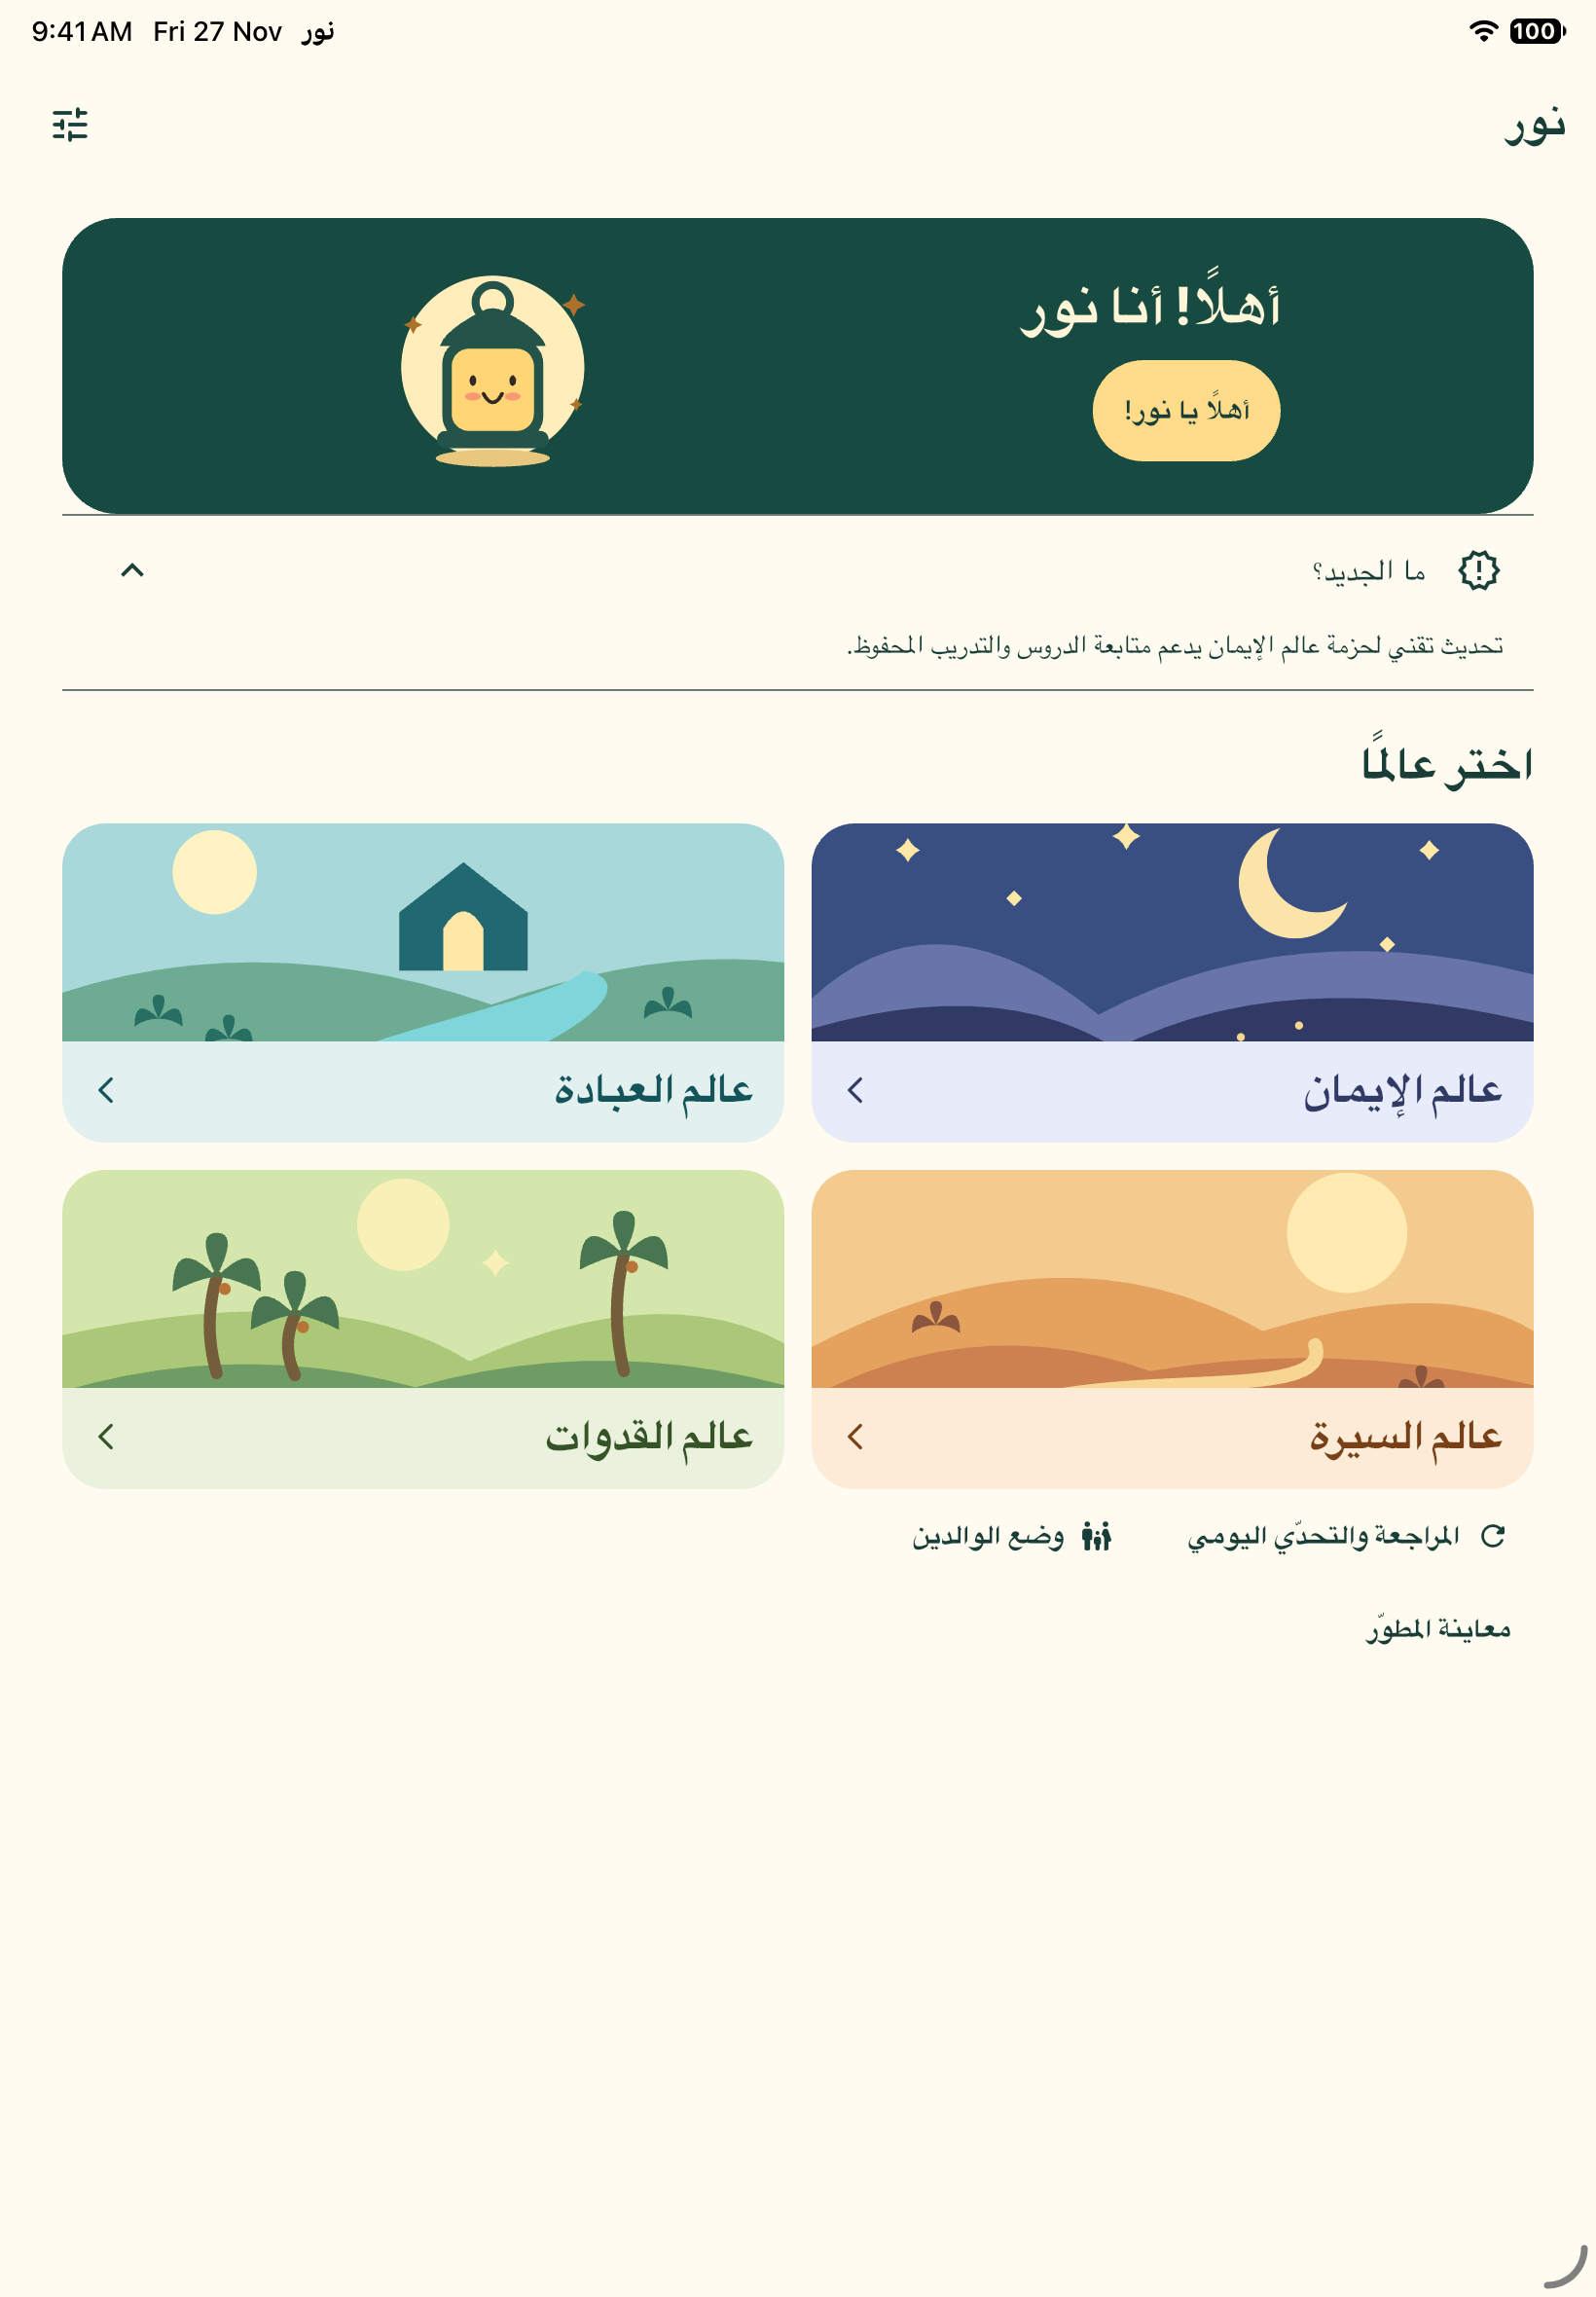 9:41 AM Fri 27 Nov نور
100
نور
أهلًا! أنا نور
أهلًا يا نور!
ما الجديد؟
تحديث تقني لحزمة عالم الإيمان يدعم متابعة الدروس والتدريب المحفوظ.
اختر عالمًا
عالم الإيمان
عالم العبادة
عالم السيرة
عالم القدوات
المراجعة والتحدّي اليومي
وضع الوالدين
معاينة المطوّر